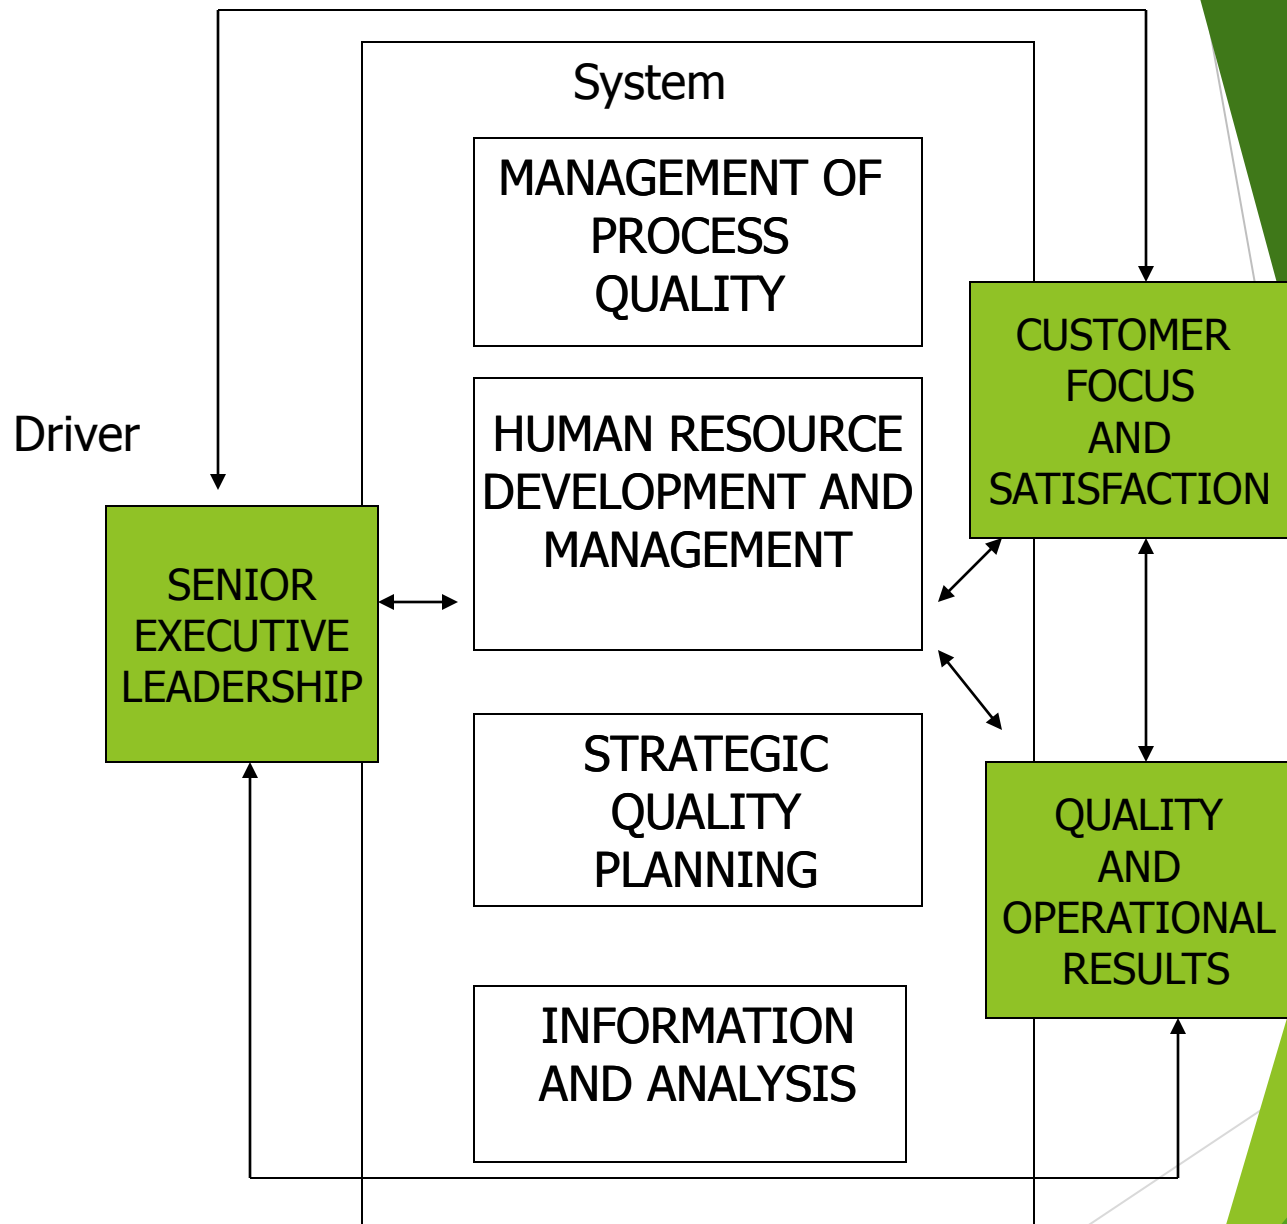 System
MANAGEMENT OF
PROCESS
QUALITY
HUMAN RESOURCE
DEVELOPMENT AND
MANAGEMENT
STRATEGIC
QUALITY
PLANNING
INFORMATION
AND ANALYSIS
Driver
SENIOR
EXECUTIVE
LEADERSHIP
CUSTOMER
FOCUS
AND
SATISFACTION
QUALITY
AND
OPERATIONAL
RESULTS